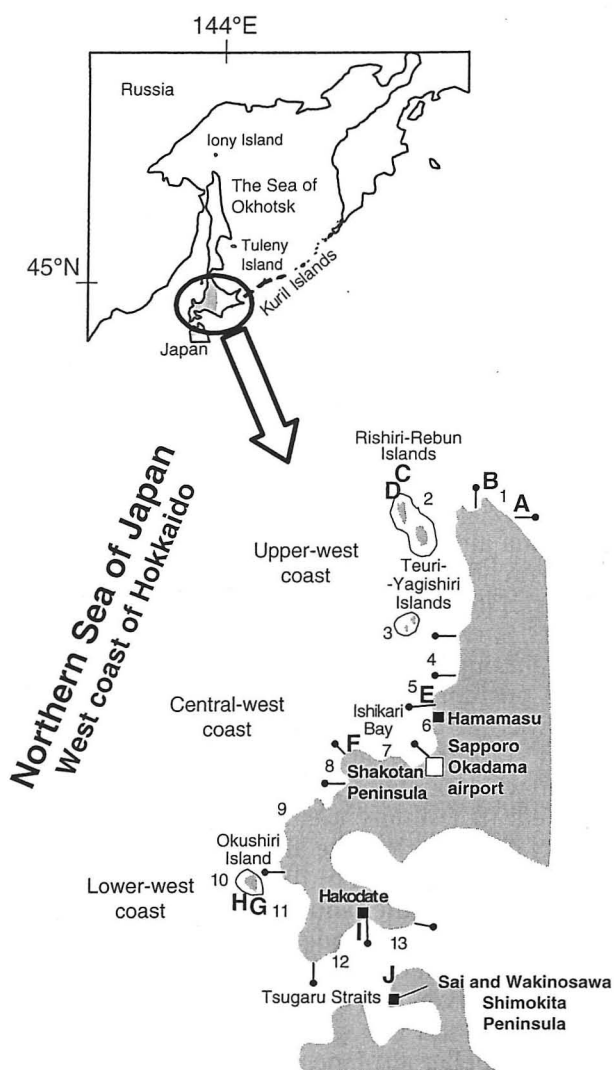 144°E
Russia
Iony Island
The Sea of
Okhotsk
Tuleny
Island
45°N
Kuril Islands
Japan
Northern Sea of Japan
West coast of Hokkaido
Rishiri-Rebun
Islands
C
D
2
B
1
A
Upper-west
coast
Teuri-
-Yagishiri
Islands
3
4
5
E
Central-west
coast
Ishikari
Bay
6
Hamamasu
F
7
Sapporo
Okadama
airport
8
Shakotan
Peninsula
9
Okushiri
Island
10
Lower-west
coast
H
G
11
Hakodate
I
13
12
J
Tsugaru Straits
Sai and Wakinosawa
Shimokita
Peninsula